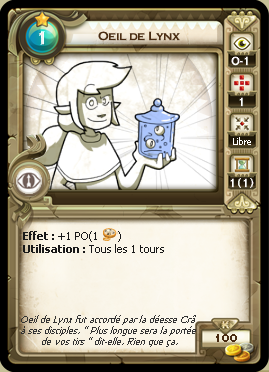 1
Oeil de Lynx
0-1
1
Libre
1(1)
Effet : +1 PO(1 )
Utilisation : Tous les 1 tours
Oeil de Lynx fut accordé par la déesse Crâ
à ses disciples. " Plus longue sera la portée
de vos tirs " dit-elle. Rien que ça.
K
100